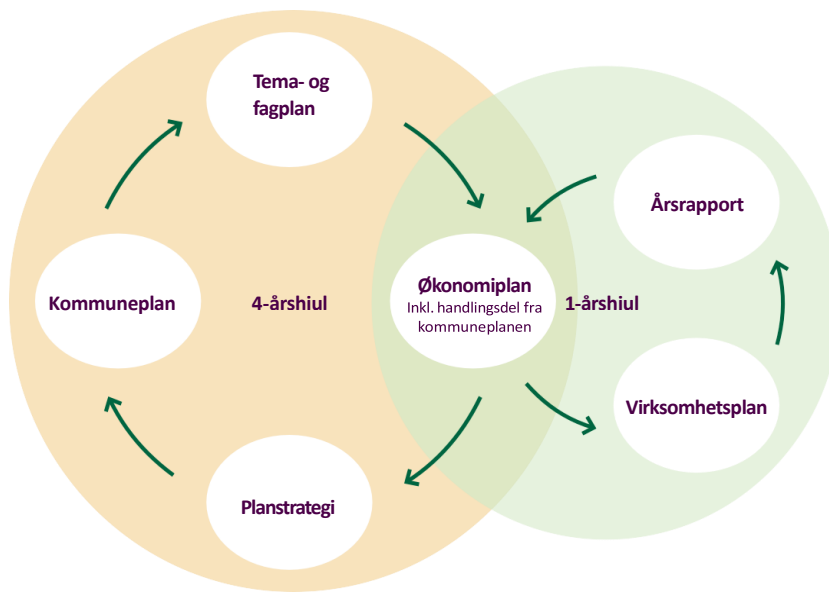 Tema- og
fagplan
Årsrapport
Kommuneplan
4-årshiul
Økonomiplan
Inkl. handlingsdel fra
kommuneplanen
1-årshiul
Virksomhetsplan
Planstrategi